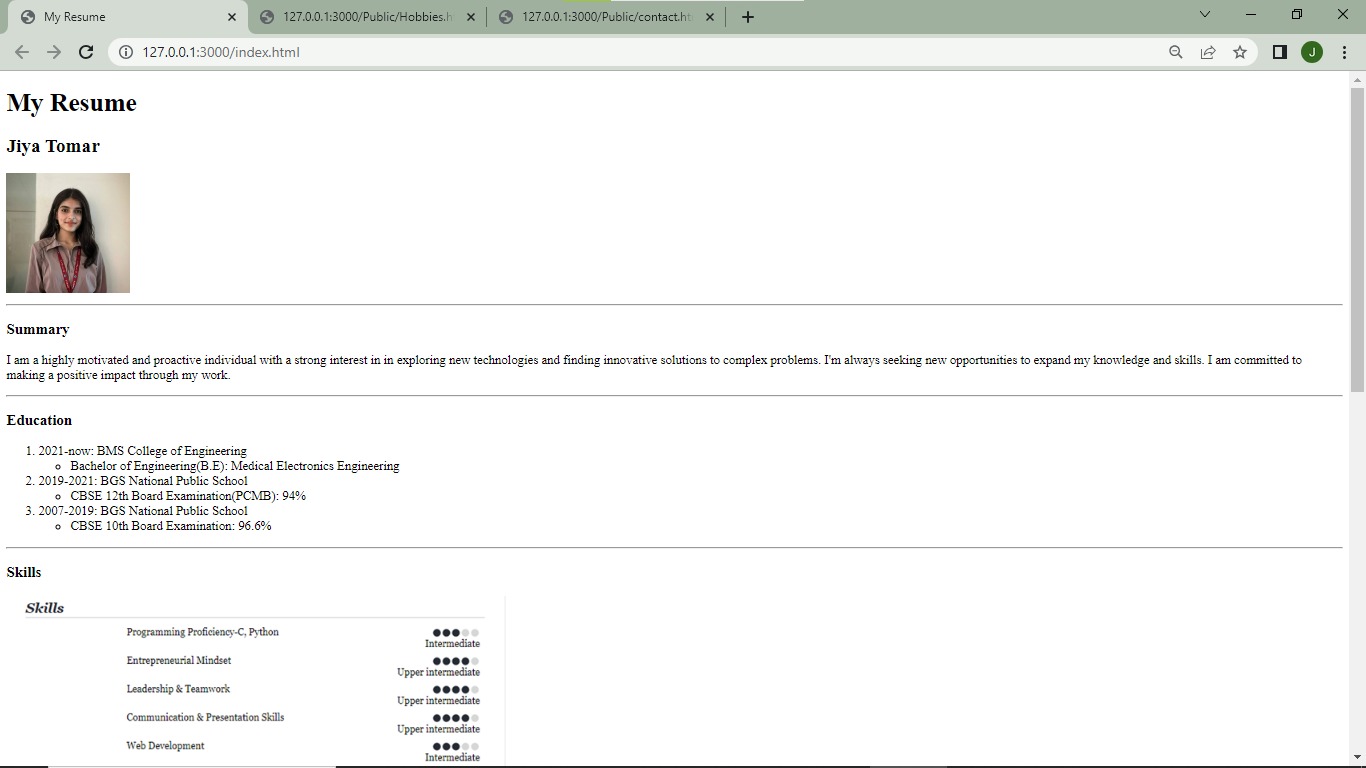 My Resume
127.0.0.1:3000/Public/Hobbies.h
127.0.0.1:3000/Public/contact.ht
127.0.0.1:3000/index.html
J
My Resume
Jiya Tomar
Summary
I am a highly motivated and proactive individual with a strong interest in in exploring new technologies and finding innovative solutions to complex problems. I'm always seeking new opportunities to expand my knowledge and skills. I am committed to
making a positive impact through my work.
Education
1. 2021-now: BMS College of Engineering
Bachelor of Engineering(B.E): Medical Electronics Engineering
2. 2019-2021: BGS National Public School
CBSE 12th Board Examination(PCMB): 94%
3. 2007-2019: BGS National Public School
CBSE 10th Board Examination: 96.6%
Skills
Skills
Programming Proficiency-C, Python
Intermediate
Entrepreneurial Mindset
Upper intermediate
Leadership & Teamwork
Upper intermediate
Communication & Presentation Skills
Upper intermediate
Web Development
Intermediate